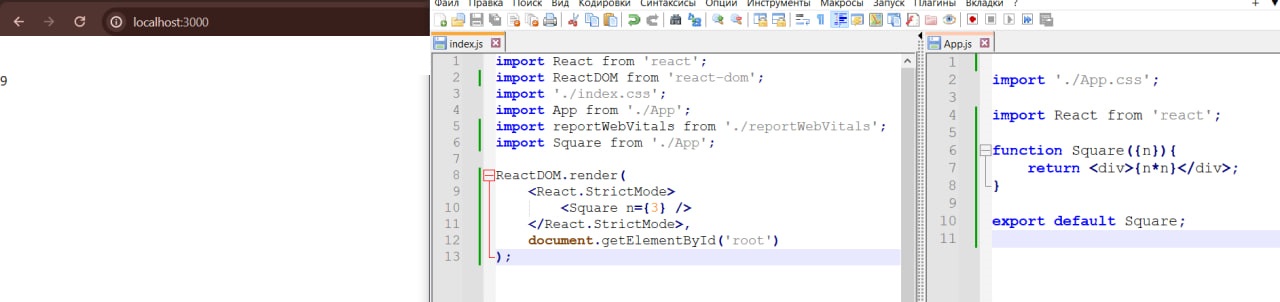 localhost:3000
9
Файл Правка Поиск Вид Кодировки Синтаксисы Опции Инструменты Макросы Запуск Плагины Вкладки ?
index.js
1 import React from 'react';
2 import ReactDOM from 'react-dom';
3 import './index.css';
4 import App from './App';
5 import reportWebVitals from './reportWebVitals';
6 import Square from './App';
7
8 ReactDOM.render(
9 <React.StrictMode>
10 <Square n={3} />
11 </React.StrictMode>,
12 document.getElementById('root')
13 );
App.js
1
2 import './App.css';
3
4 import React from 'react';
5
6 function Square({n}){
7 return <div>{n*n}</div>;
8 }
9
10 export default Square;
11